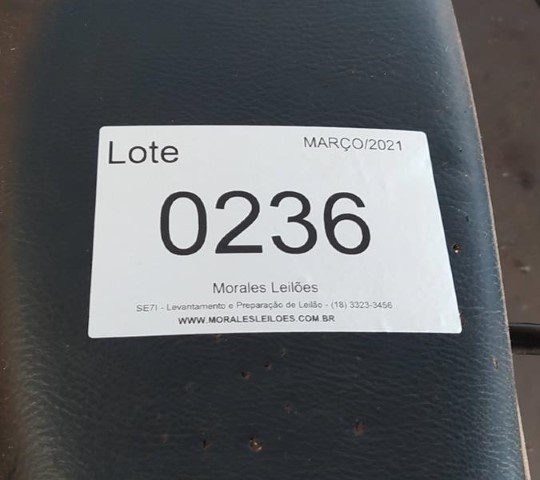 Lote
MARÇO/2021
0236
Morales Leilões
SE7I - Levantamento e Preparação de Leilão - (18) 3323-3456
WWW.MORALESLEILOES.COM.BR